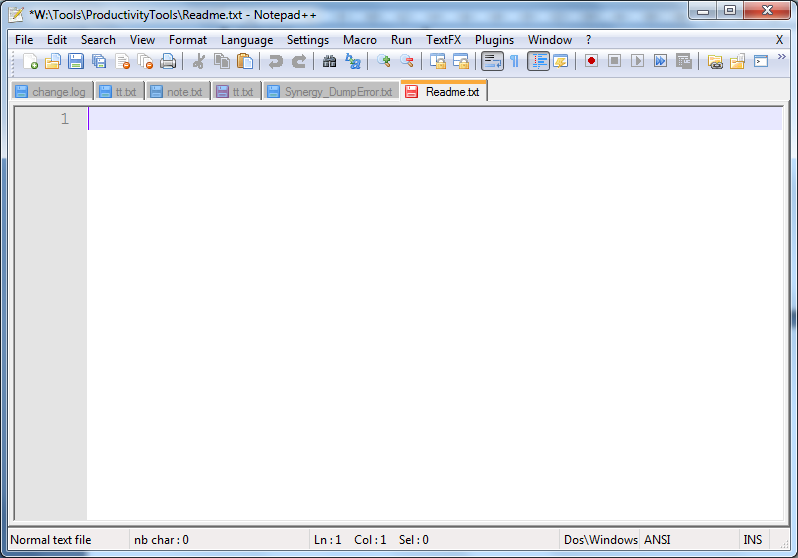 *W:\Tools\ProductivityTools\Readme.txt - Notepad++
File Edit Search View Format Language Settings Macro Run TextFX Plugins Window ? X
change.log tt.txt note.txt tt.txt Synergy_DumpError.txt Readme.txt
1
Normal text file nb char : 0 Ln : 1 Col : 1 Sel : 0 Dos\Windows ANSI INS